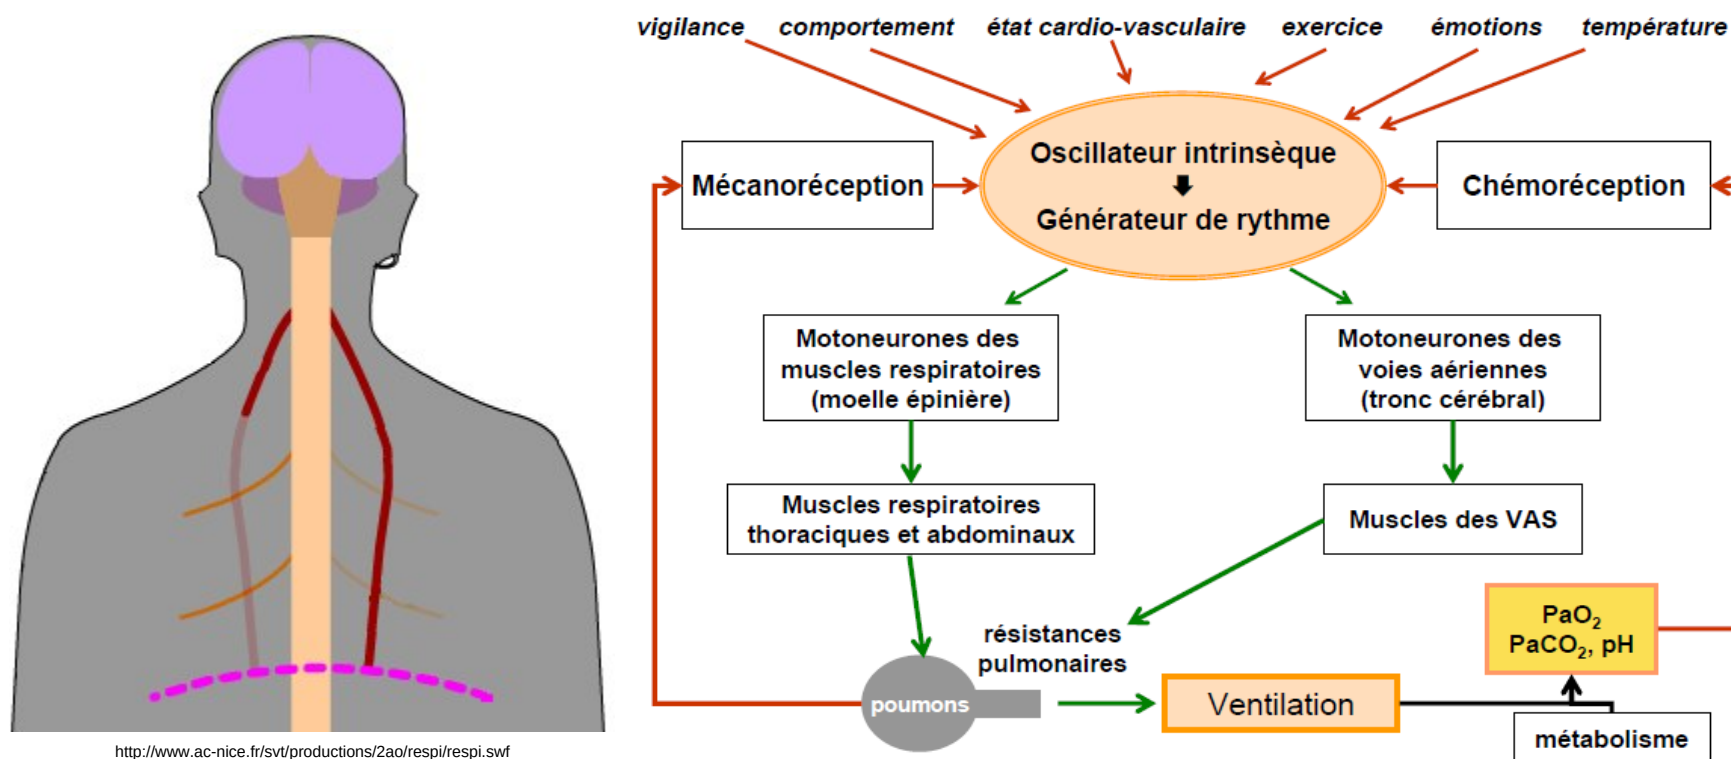 vigilance comportement état cardio-vasculaire exercice émotions température
Mécanoréception
Oscillateur intrinsèque
Générateur de rythme
Chémoréception
Motoneurones des
muscles respiratoires
(moelle épinière)
Motoneurones des
voies aériennes
(tronc cérébral)
Muscles respiratoires
thoraciques et abdominaux
Muscles des VAS
résistances
pulmonaires
PaO₂
PaCO₂, pH
poumons
Ventilation
métabolisme
http://www.ac-nice.fr/svt/productions/2ao/respi/respi.swf